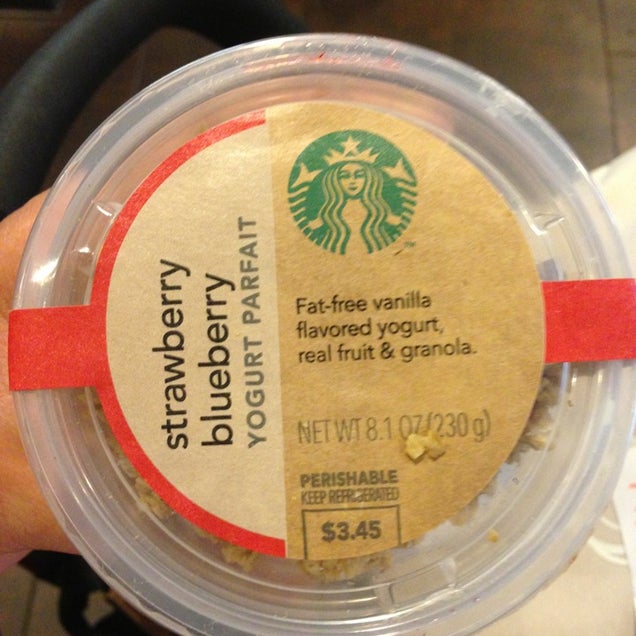 strawberry
blueberry
YOGURT PARFAIT
Fat-free vanilla
flavored yogurt,
real fruit & granola.
NET WT 8.1 OZ (230 g)
PERISHABLE
KEEP REFRIGERATED
$3.45
TM